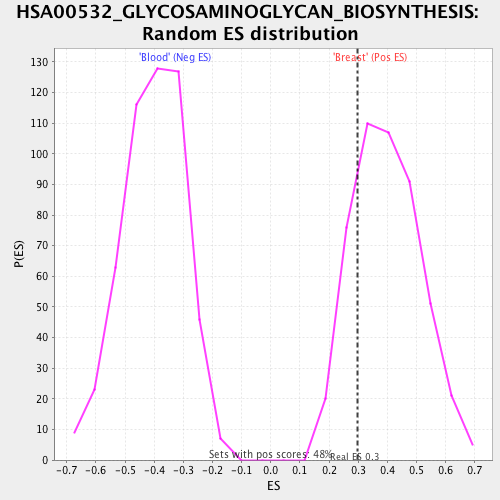 HSA00532_GLYCOSAMINOGLYCAN_BIOSYNTHESIS:
Random ES distribution
'Blood' (Neg ES)
'Breast' (Pos ES)
130
120
110
100
90
80
70
60
50
40
30
20
10
0
P(ES)
Sets with pos scores: 48%
Real ES 0.3
-0.7 -0.6 -0.5 -0.4 -0.3 -0.2 -0.1 0.0 0.1 0.2 0.3 0.4 0.5 0.6 0.7
ES